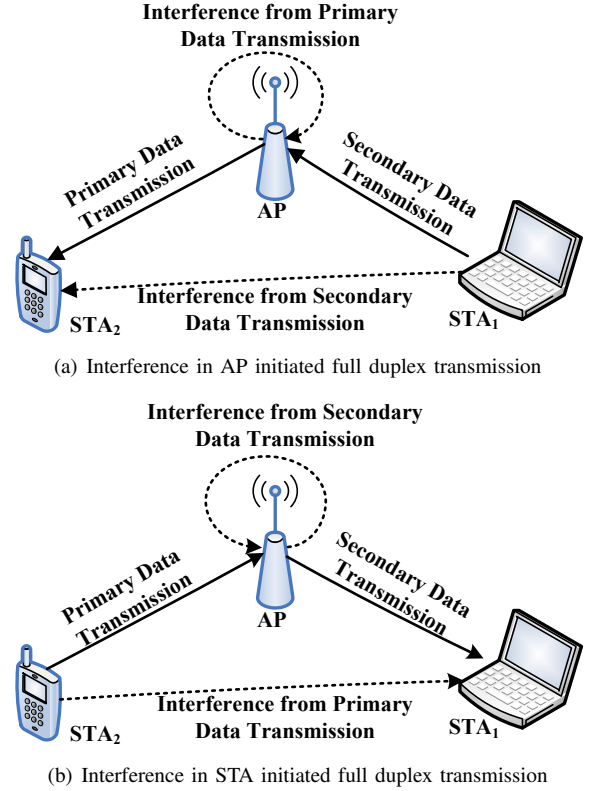 Interference from Primary
Data Transmission
Primary Data
Transmission
Secondary Data
Transmission
AP
Interference from Secondary
Data Transmission
STA₂
STA₁
(a) Interference in AP initiated full duplex transmission
Interference from Secondary
Data Transmission
Primary Data
Transmission
Secondary Data
Transmission
AP
Interference from Primary
Data Transmission
STA₂
STA₁
(b) Interference in STA initiated full duplex transmission